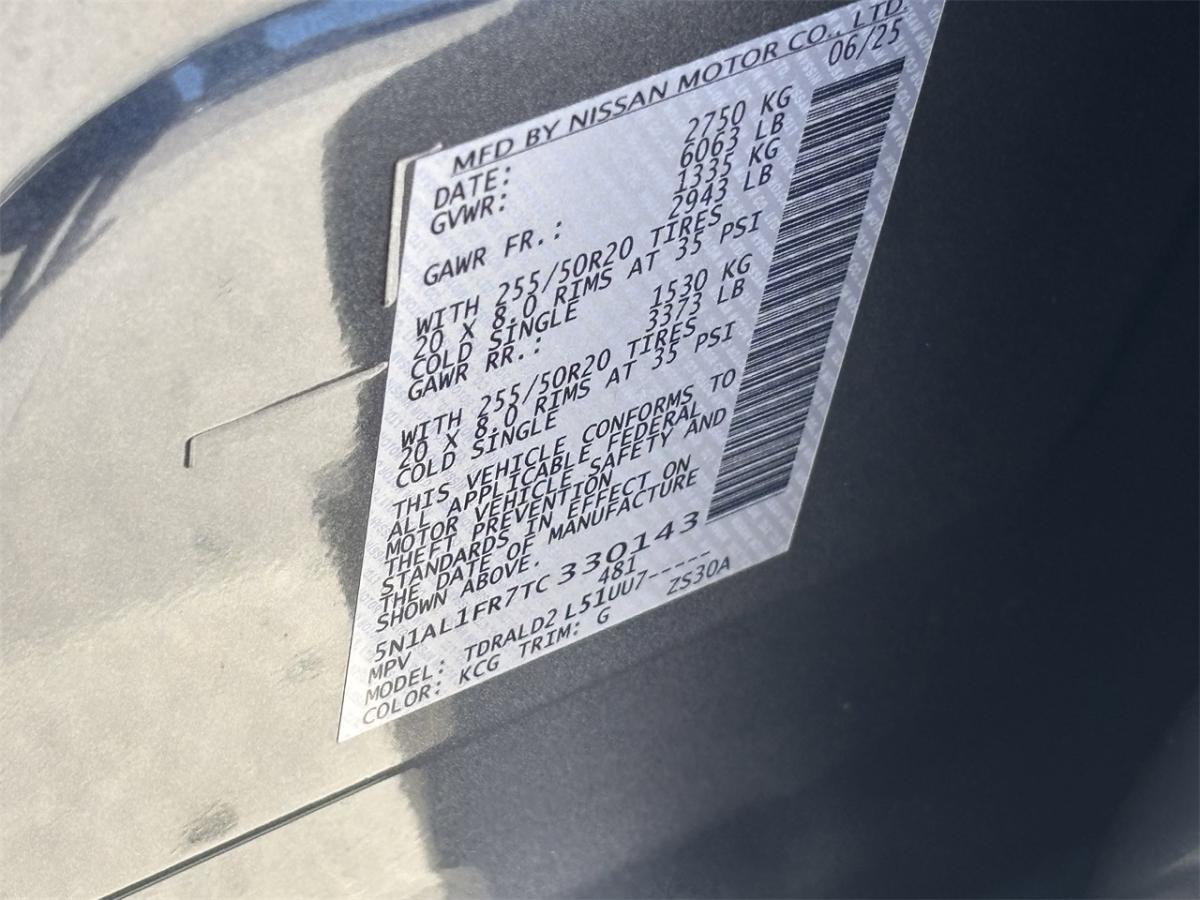 MFD BY NISSAN MOTOR CO., LTD.
DATE: 06/25
GVWR: 2750 KG
6063 LB
GAWR FR.: 1335 KG
2943 LB
WITH 255/50R20 TIRES
20 X 8.0 RIMS AT 35 PSI
COLD SINGLE
GAWR RR.: 1530 KG
3373 LB
WITH 255/50R20 TIRES
20 X 8.0 RIMS AT 35 PSI
COLD SINGLE
THIS VEHICLE CONFORMS TO
ALL APPLICABLE FEDERAL
MOTOR VEHICLE SAFETY AND
THEFT PREVENTION
STANDARDS IN EFFECT ON
THE DATE OF MANUFACTURE
SHOWN ABOVE.
5N1AL1FR7TC330143
MPV 481
MODEL: TDRALD2 L51UU7-----
COLOR: KCG TRIM: G ZS30A